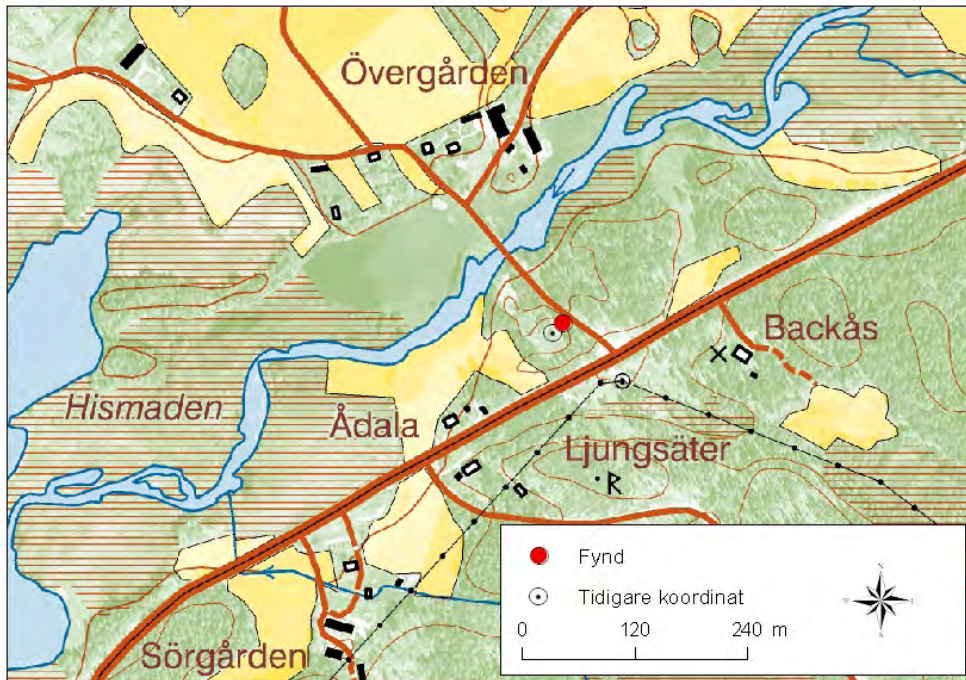 Övergården
Backås
Hismaden
Ådala
Ljungsäter
R
Sörgården
Fynd
Tidigare koordinat
0 120 240 m